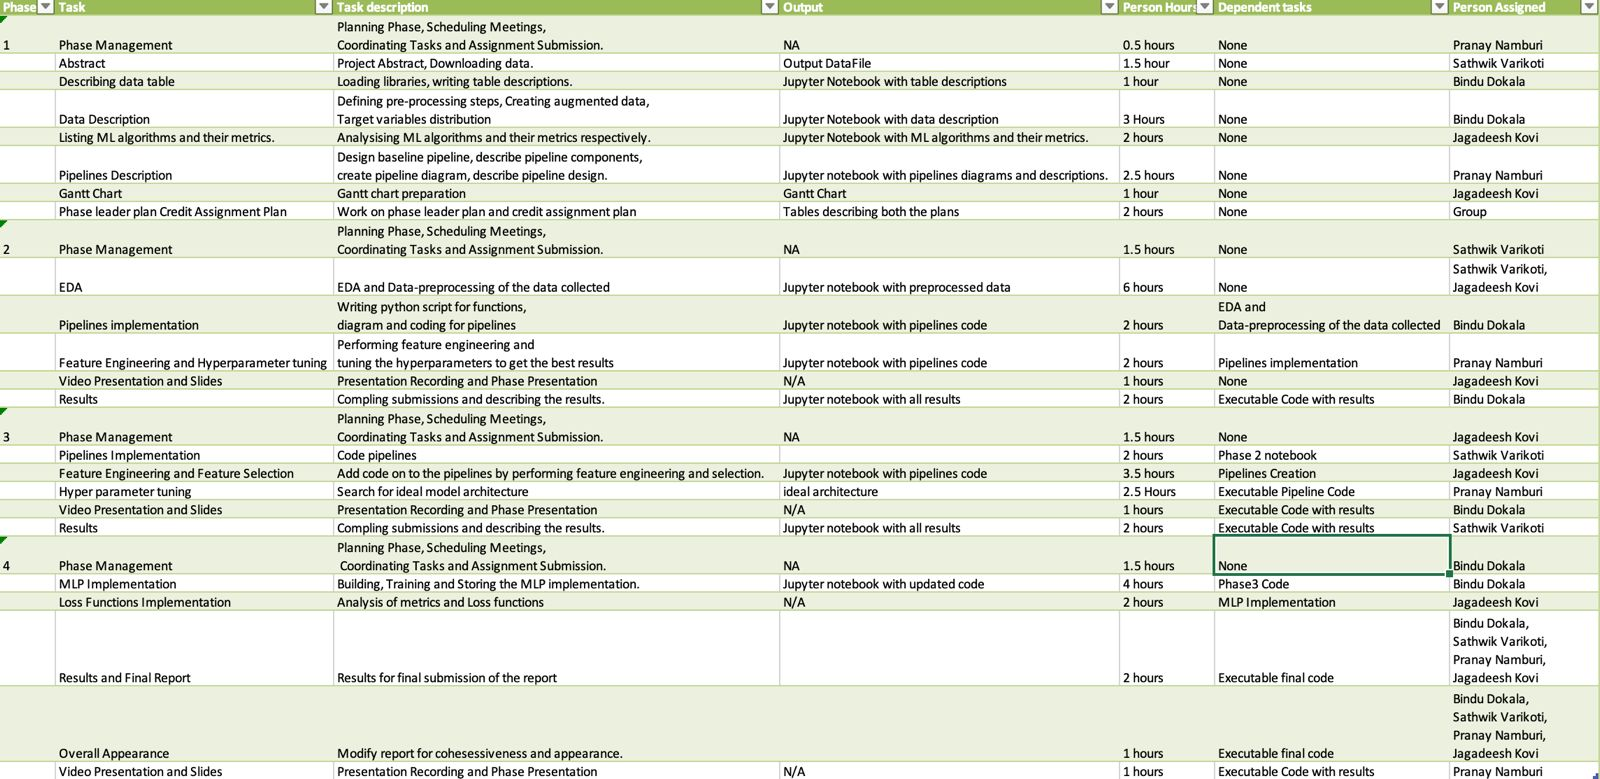 Phase Task Task description Output Person Hours Dependent tasks Person Assigned
Planning Phase, Scheduling Meetings,
1 Phase Management Coordinating Tasks and Assignment Submission. NA 0.5 hours None Pranay Namburi
Abstract Project Abstract, Downloading data. Output DataFile 1.5 hour None Sathwik Varikoti
Describing data table Loading libraries, writing table descriptions. Jupyter Notebook with table descriptions 1 hour None Bindu Dokala
Defining pre-processing steps, Creating augmented data,
Data Description Target variables distribution Jupyter Notebook with data description 3 Hours None Bindu Dokala
Listing ML algorithms and their metrics. Analysising ML algorithms and their metrics respectively. Jupyter Notebook with ML algorithms and their metrics. 2 hours None Jagadeesh Kovi
Design baseline pipeline, describe pipeline components,
Pipelines Description create pipeline diagram, describe pipeline design. Jupyter notebook with pipelines diagrams and descriptions. 2.5 hours None Pranay Namburi
Gantt Chart Gantt chart preparation Gantt Chart 1 hour None Jagadeesh Kovi
Phase leader plan Credit Assignment Plan Work on phase leader plan and credit assignment plan Tables describing both the plans 2 hours None Group
Planning Phase, Scheduling Meetings,
2 Phase Management Coordinating Tasks and Assignment Submission. NA 1.5 hours None Sathwik Varikoti
Sathwik Varikoti,
EDA EDA and Data-preprocessing of the data collected Jupyter notebook with preprocessed data 6 hours None Jagadeesh Kovi
Writing python script for functions, EDA and
Pipelines implementation diagram and coding for pipelines Jupyter notebook with pipelines code 2 hours Data-preprocessing of the data collected Bindu Dokala
Performing feature engineering and
Feature Engineering and Hyperparameter tuning tuning the hyperparameters to get the best results Jupyter notebook with pipelines code 2 hours Pipelines implementation Pranay Namburi
Video Presentation and Slides Presentation Recording and Phase Presentation N/A 1 hours None Jagadeesh Kovi
Results Compling submissions and describing the results. Jupyter notebook with all results 2 hours Executable Code with results Bindu Dokala
Planning Phase, Scheduling Meetings,
3 Phase Management Coordinating Tasks and Assignment Submission. NA 1.5 hours None Jagadeesh Kovi
Pipelines Implementation Code pipelines 2 hours Phase 2 notebook Sathwik Varikoti
Feature Engineering and Feature Selection Add code on to the pipelines by performing feature engineering and selection. Jupyter notebook with pipelines code 3.5 hours Pipelines Creation Jagadeesh Kovi
Hyper parameter tuning Search for ideal model architecture ideal architecture 2.5 Hours Executable Pipeline Code Pranay Namburi
Video Presentation and Slides Presentation Recording and Phase Presentation N/A 1 hours Executable Code with results Bindu Dokala
Results Compling submissions and describing the results. Jupyter notebook with all results 2 hours Executable Code with results Sathwik Varikoti
Planning Phase, Scheduling Meetings,
4 Phase Management Coordinating Tasks and Assignment Submission. NA 1.5 hours None Bindu Dokala
MLP Implementation Building, Training and Storing the MLP implementation. Jupyter notebook with updated code 4 hours Phase3 Code Bindu Dokala
Loss Functions Implementation Analysis of metrics and Loss functions N/A 2 hours MLP Implementation Jagadeesh Kovi
Bindu Dokala,
Sathwik Varikoti,
Pranay Namburi,
Results and Final Report Results for final submission of the report 2 hours Executable final code Jagadeesh Kovi
Bindu Dokala,
Sathwik Varikoti,
Pranay Namburi,
Overall Appearance Modify report for cohesessiveness and appearance. 1 hours Executable final code Jagadeesh Kovi
Video Presentation and Slides Presentation Recording and Phase Presentation N/A 1 hours Executable Code with results Pranay Namburi